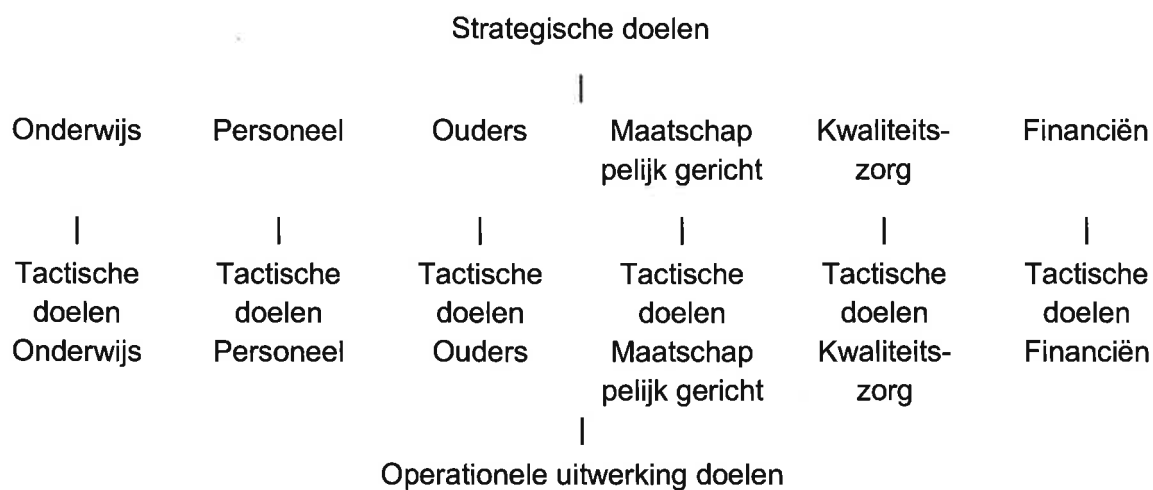 Strategische doelen
|
Onderwijs Personeel Ouders Maatschap Kwaliteits- Financiën
pelijk gericht zorg
| | | | | |
Tactische Tactische Tactische Tactische Tactische Tactische
doelen doelen doelen doelen doelen doelen
Onderwijs Personeel Ouders Maatschap Kwaliteits- Financiën
pelijk gericht zorg
|
Operationele uitwerking doelen